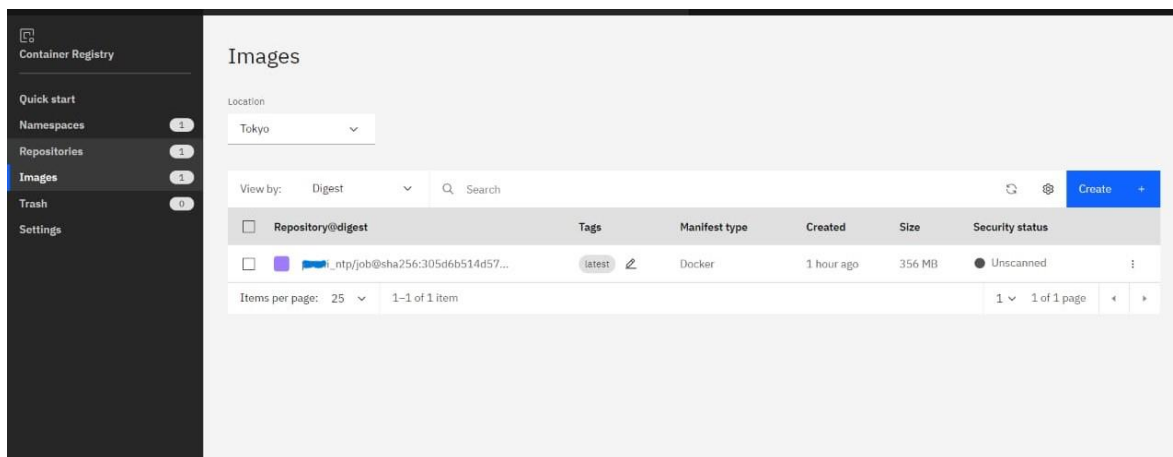 Container Registry
Quick start
Namespaces 1
Repositories 1
Images 1
Trash 0
Settings
Images
Location
Tokyo
View by: Digest Search Create +
Repository@digest Tags Manifest type Created Size Security status
i_ntp/job@sha256:305d6b514d57... latest Docker 1 hour ago 356 MB Unscanned
Items per page: 25 1–1 of 1 item 1 1 of 1 page